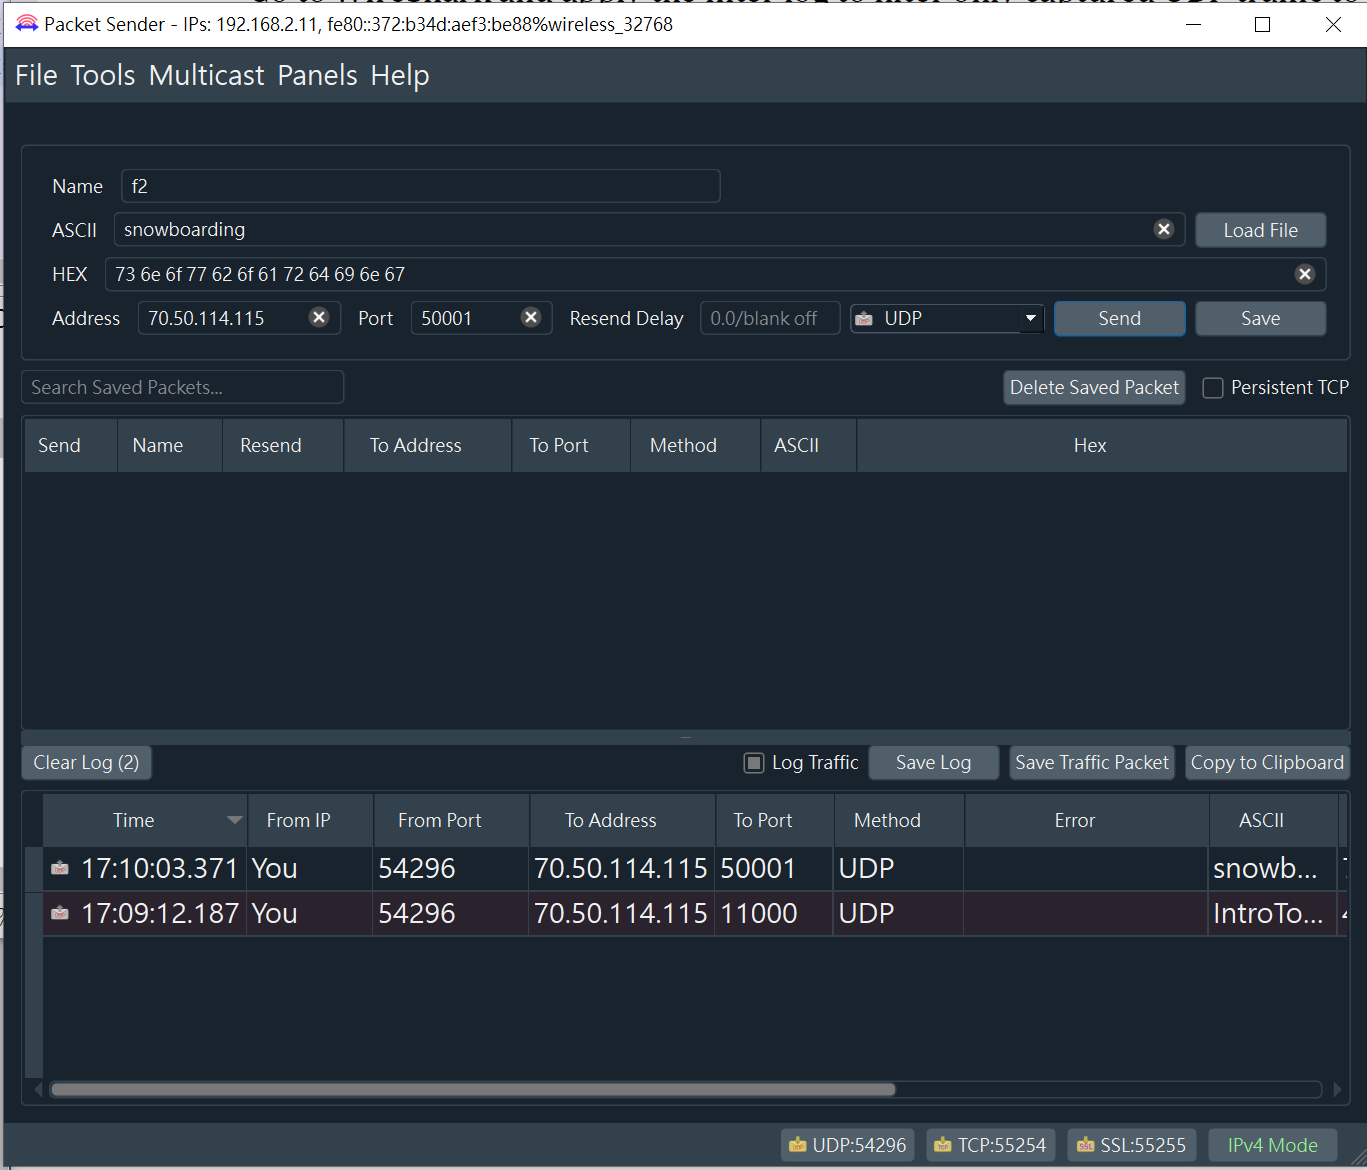 Packet Sender - IPs: 192.168.2.11, fe80::372:b34d:aef3:be88%wireless_32768
File Tools Multicast Panels Help
Name f2
ASCII snowboarding Load File
HEX 73 6e 6f 77 62 6f 61 72 64 69 6e 67
Address 70.50.114.115 Port 50001 Resend Delay 0.0/blank off UDP Send Save
Search Saved Packets... Delete Saved Packet Persistent TCP
Send Name Resend To Address To Port Method ASCII Hex
Clear Log (2) Log Traffic Save Log Save Traffic Packet Copy to Clipboard
Time From IP From Port To Address To Port Method Error ASCII
17:10:03.371 You 54296 70.50.114.115 50001 UDP snowb...
17:09:12.187 You 54296 70.50.114.115 11000 UDP IntroTo...
UDP:54296 TCP:55254 SSL:55255 IPv4 Mode